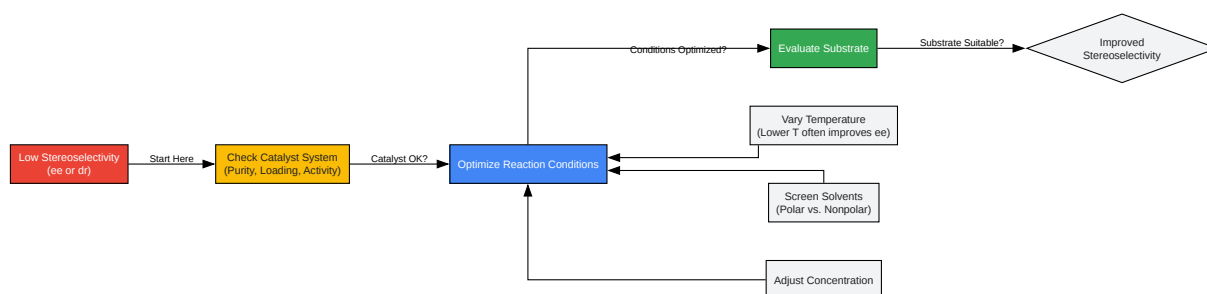 Low Stereoselectivity
(ee or dr)
Start Here
Check Catalyst System
(Purity, Loading, Activity)
Catalyst OK?
Optimize Reaction Conditions
Conditions Optimized?
Evaluate Substrate
Substrate Suitable?
Improved
Stereoselectivity
Vary Temperature
(Lower T often improves ee)
Screen Solvents
(Polar vs. Nonpolar)
Adjust Concentration